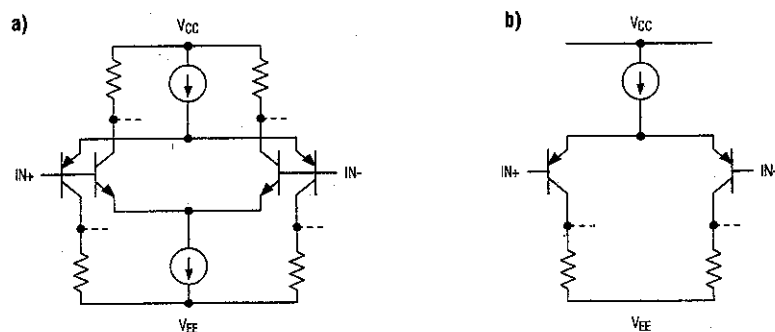 a)
VCC
IN+
IN-
VEE
b)
VCC
IN+
IN-
VEE